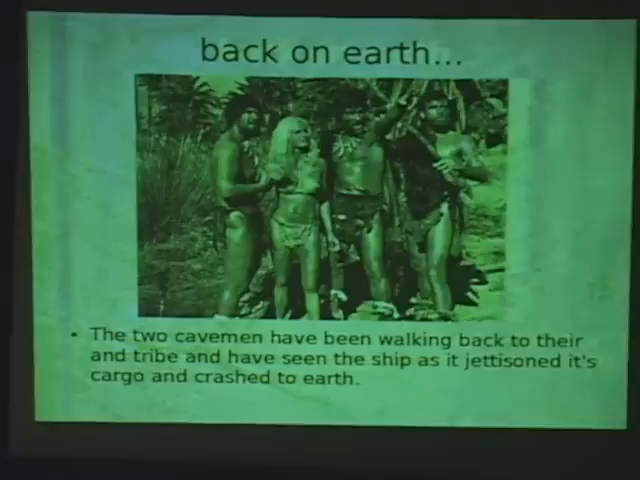 back on earth...
• The two cavemen have been walking back to their
and tribe and have seen the ship as it jettisoned it's
cargo and crashed to earth.